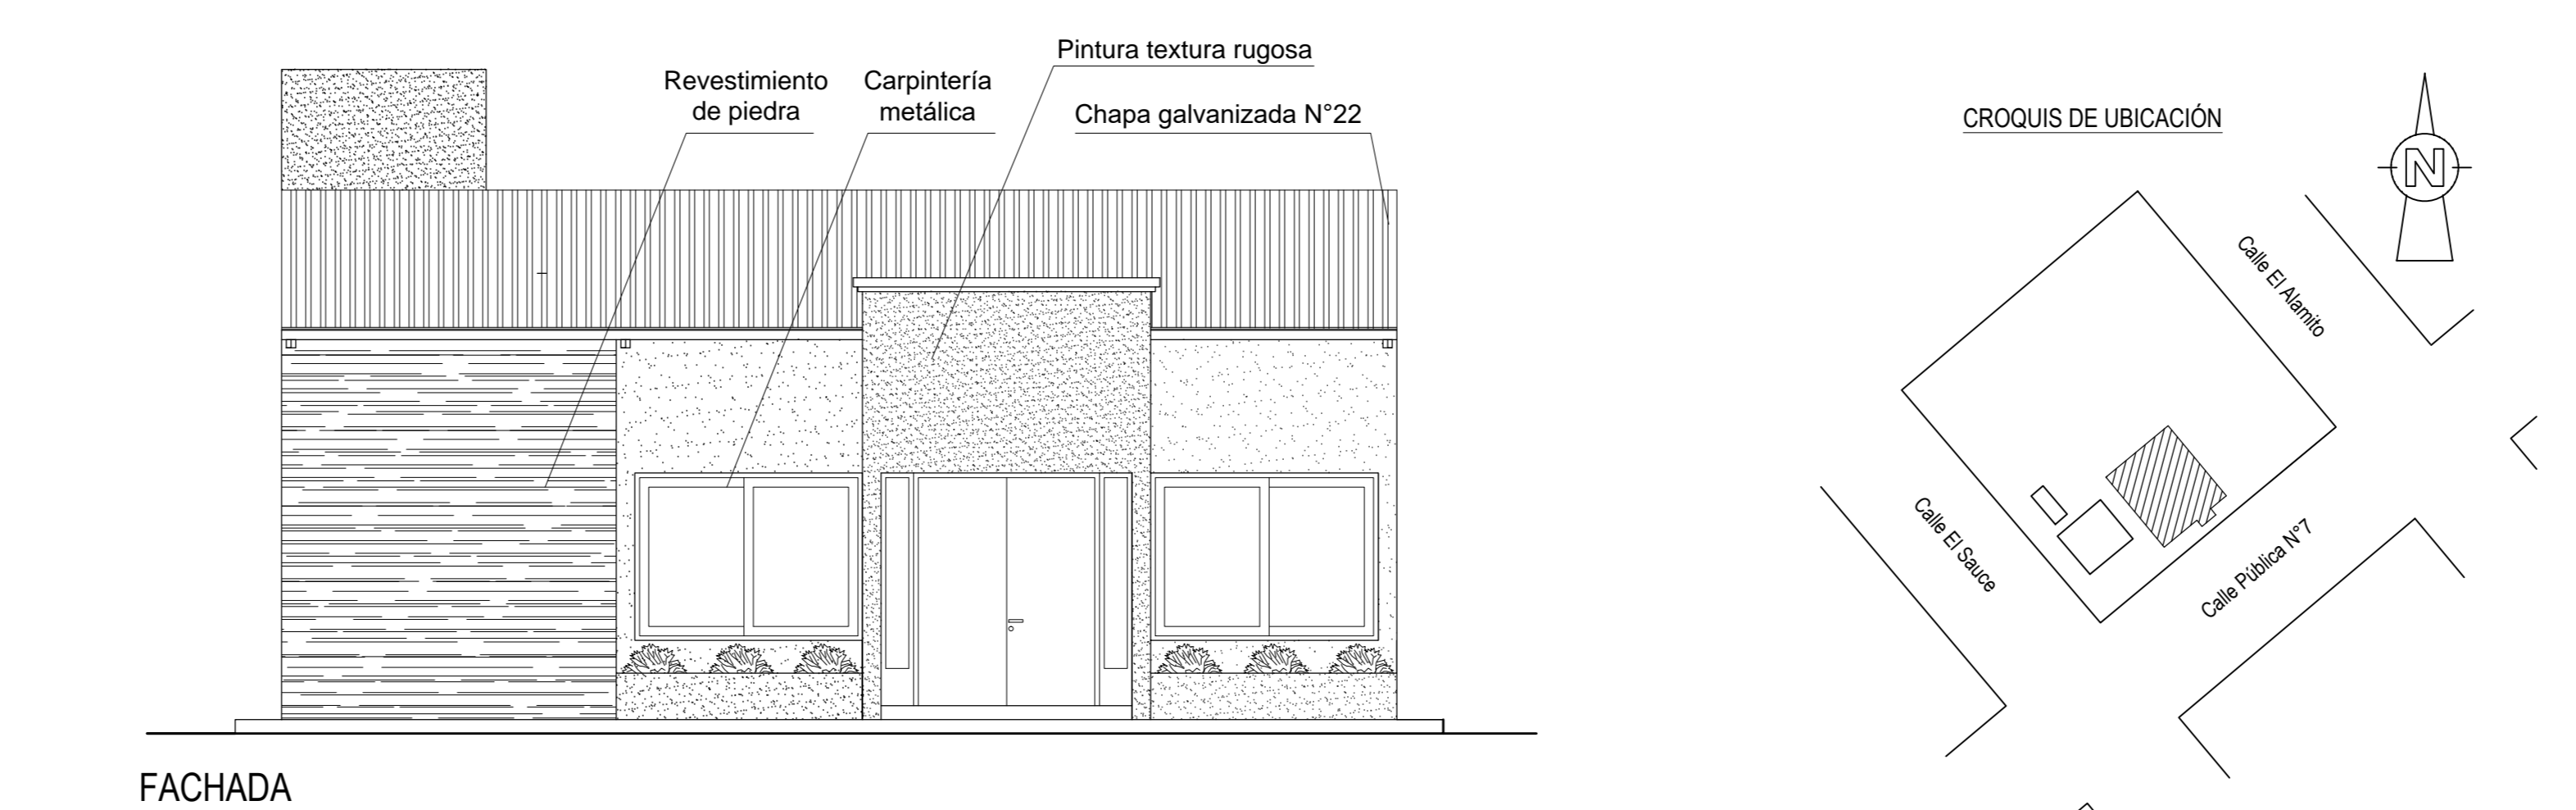 Pintura textura rugosa
Revestimiento
de piedra
Carpintería
metálica
Chapa galvanizada N°22
FACHADA
CROQUIS DE UBICACIÓN
N
Calle El Alamito
Calle El Sauce
Calle Pública N°7